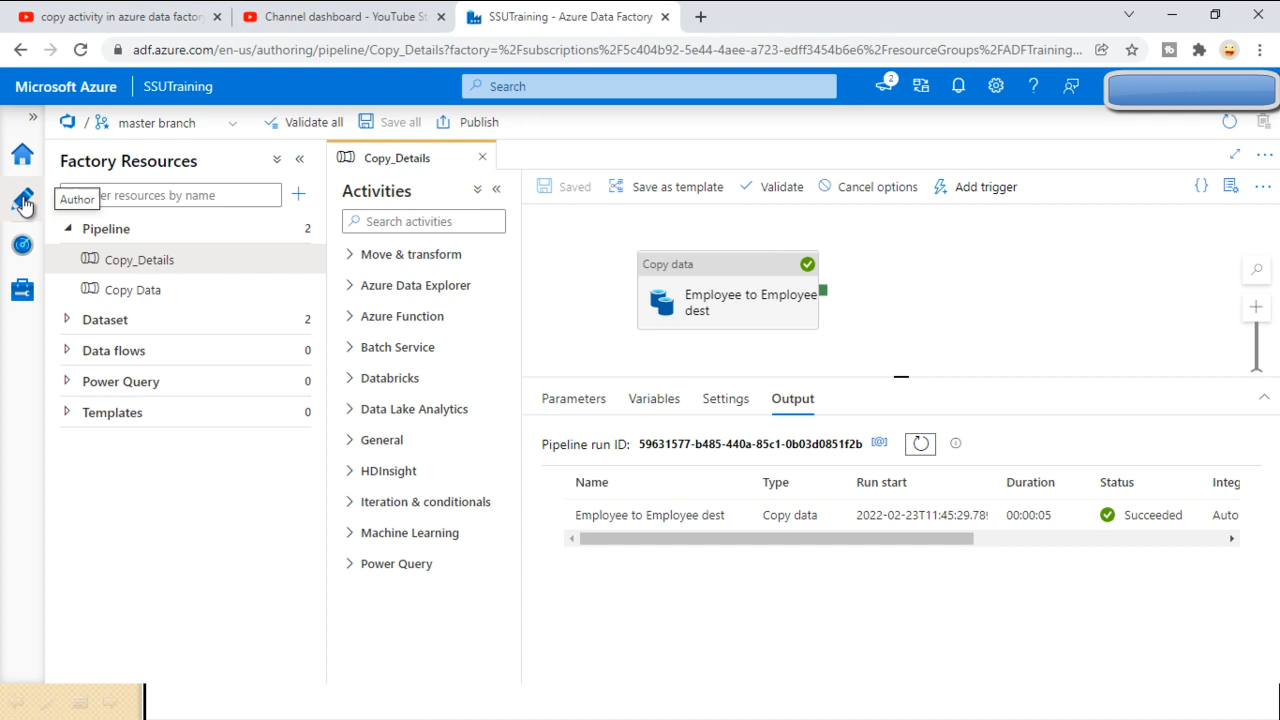 copy activity in azure data factory
Channel dashboard - YouTube St
SSUTraining - Azure Data Factory
adf.azure.com/en-us/authoring/pipeline/Copy_Details?factory=%2Fsubscriptions%2F5c404b92-5e44-4aee-a723-edff3454b6e6%2FresourceGroups%2FADFTraining...
Microsoft Azure
SSUTraining
Search
2
/ master branch
Validate all
Save all
Publish
Factory Resources
Author
resources by name
Pipeline 2
Copy_Details
Copy Data
Dataset 2
Data flows 0
Power Query 0
Templates 0
Copy_Details
Activities
Search activities
Move & transform
Azure Data Explorer
Azure Function
Batch Service
Databricks
Data Lake Analytics
General
HDInsight
Iteration & conditionals
Machine Learning
Power Query
Saved
Save as template
Validate
Cancel options
Add trigger
Copy data
Employee to Employee
dest
Parameters
Variables
Settings
Output
Pipeline run ID: 59631577-b485-440a-85c1-0b03d0851f2b
Name Type Run start Duration Status Integ
Employee to Employee dest Copy data 2022-02-23T11:45:29.789 00:00:05 Succeeded Auto